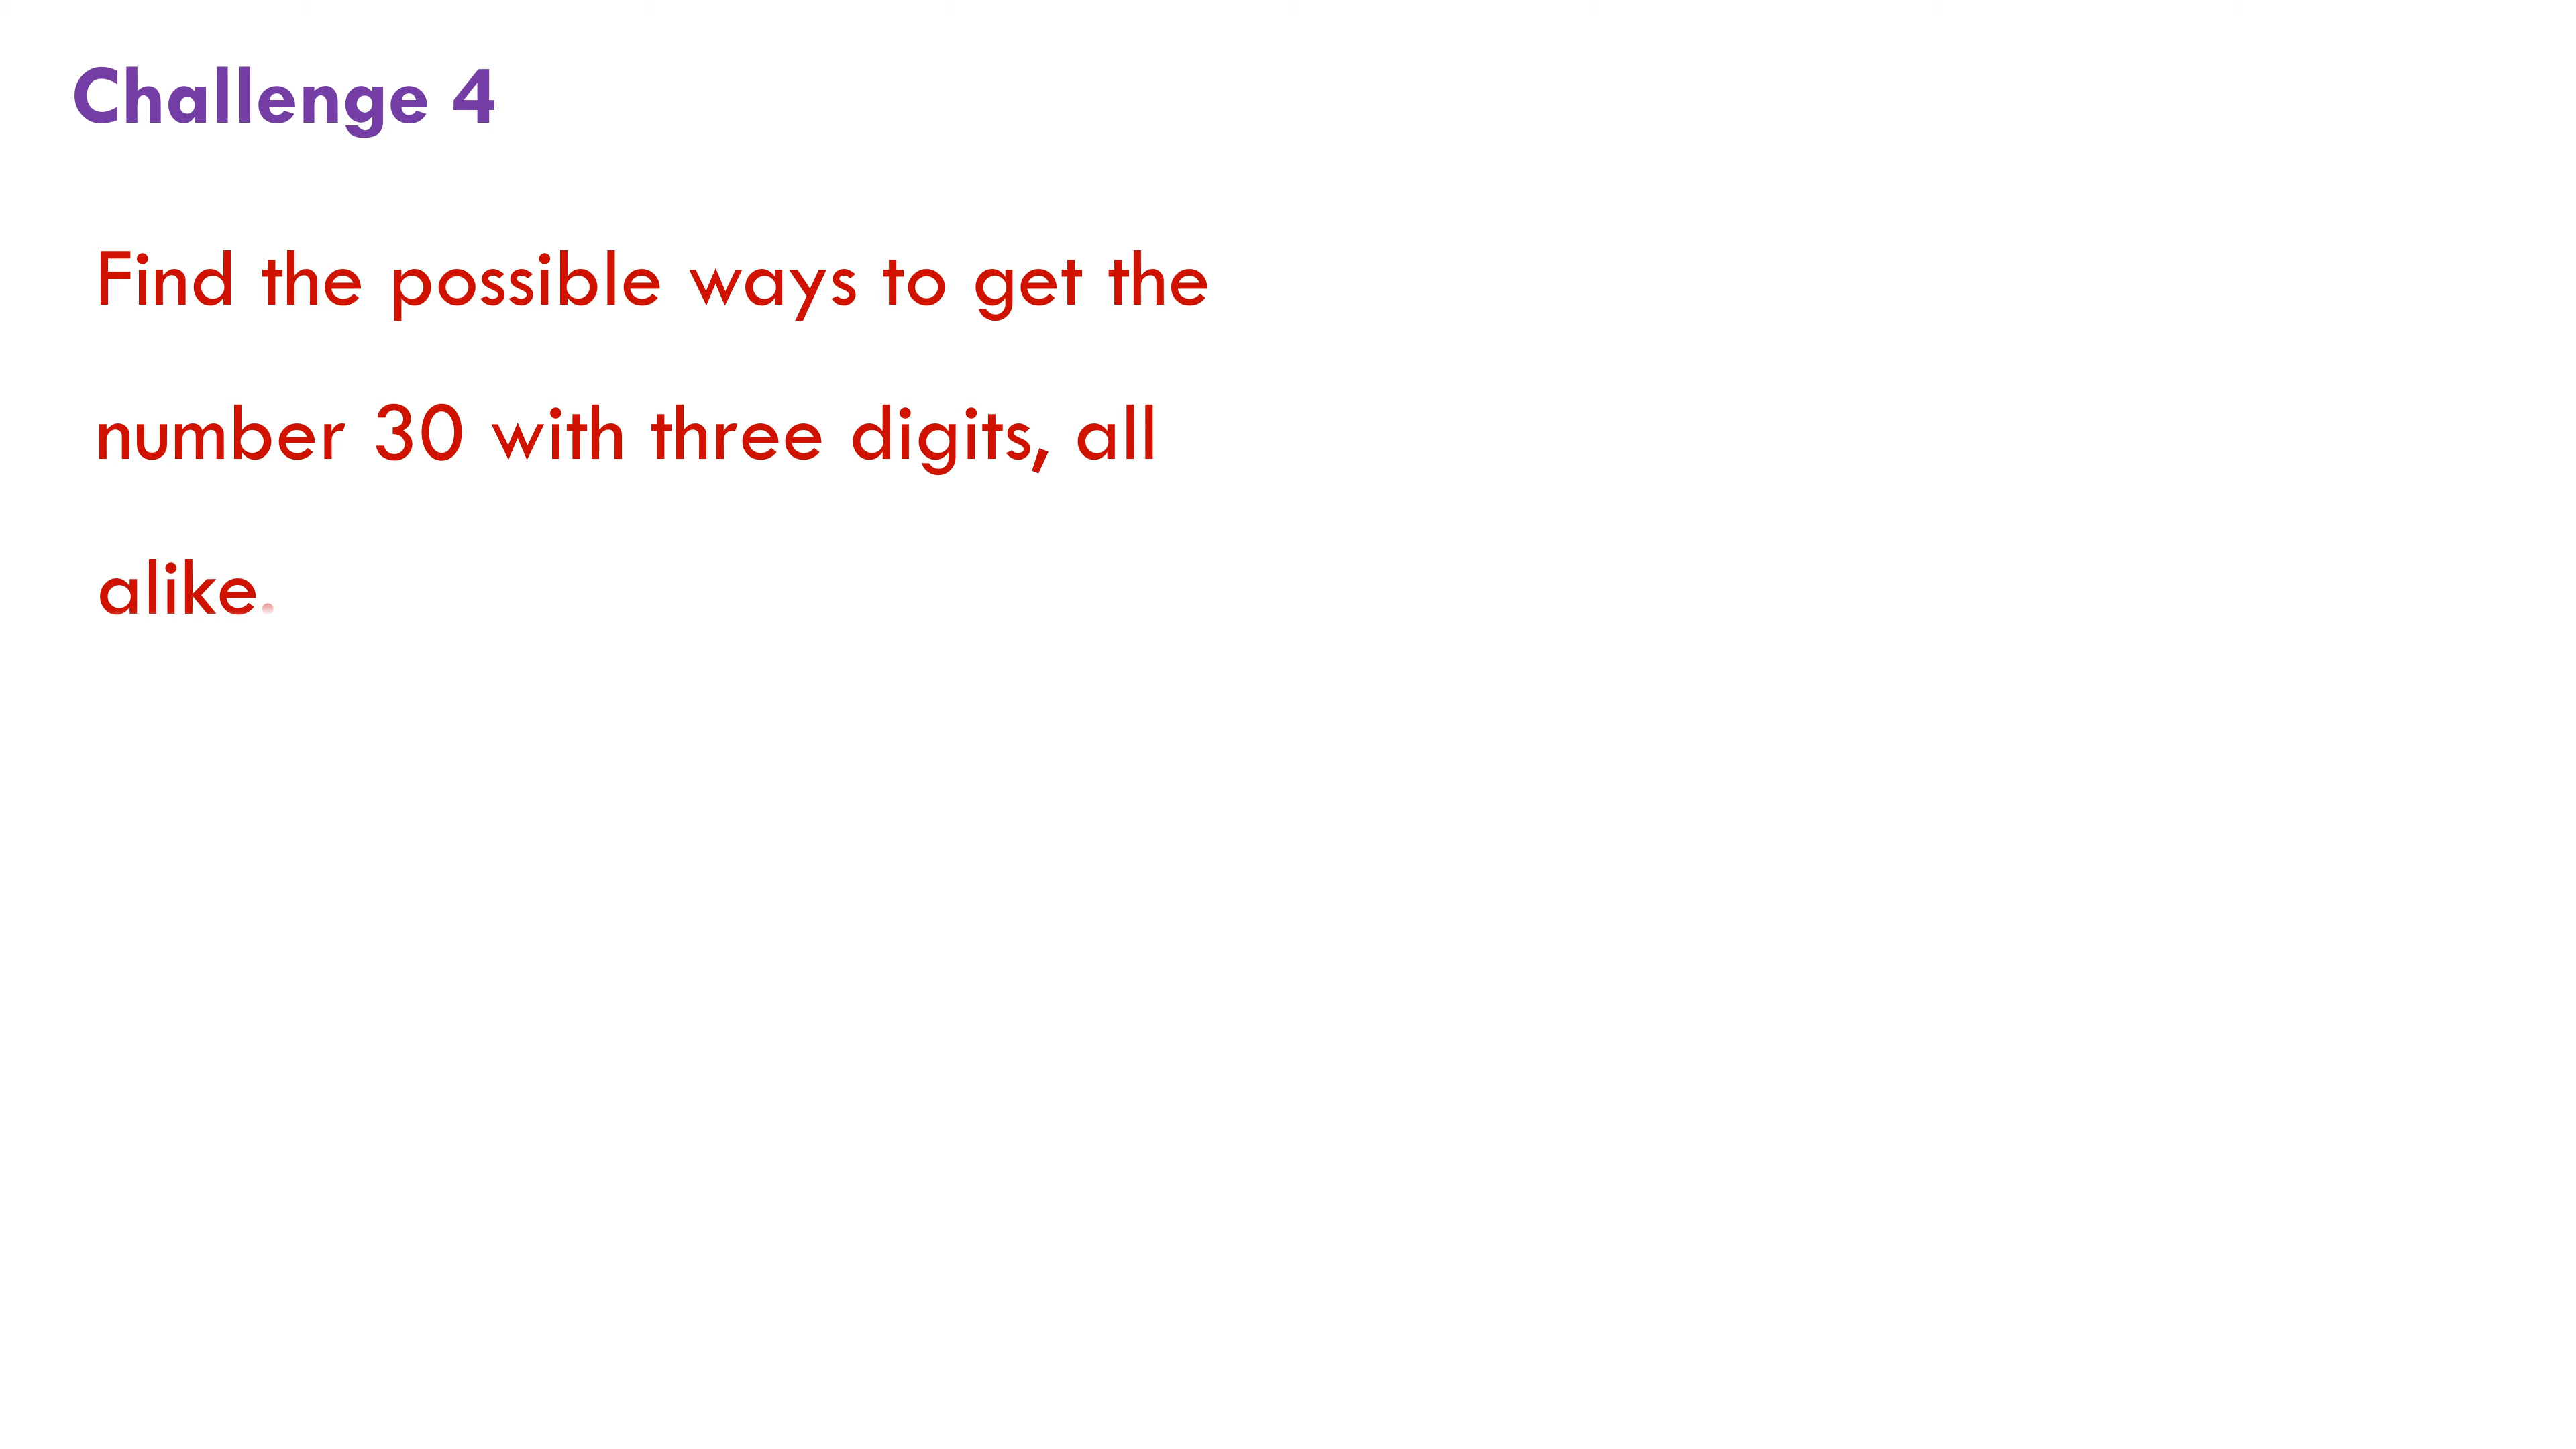 Challenge 4
Find the possible ways to get the
number 30 with three digits, all
alike.